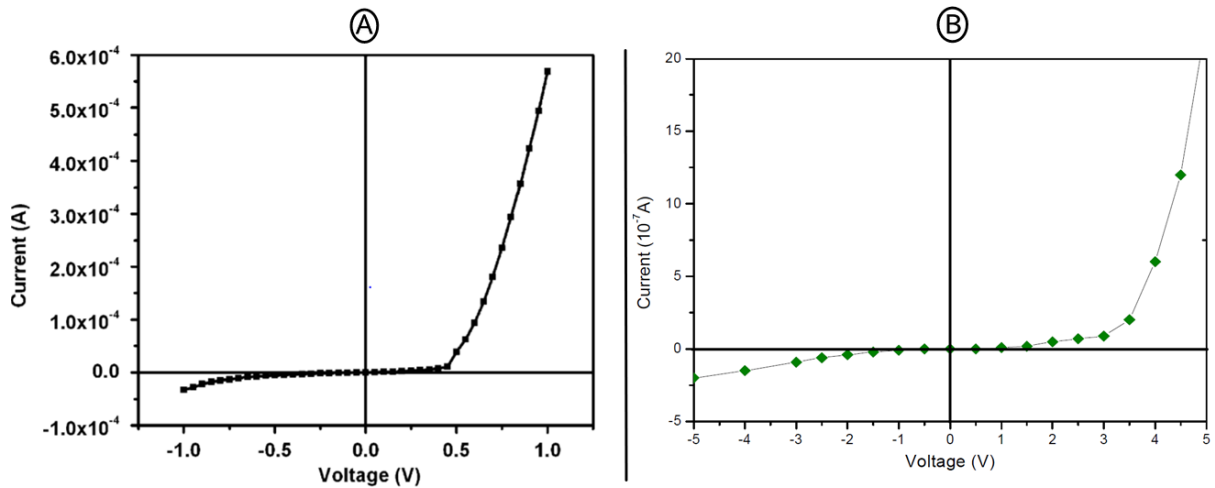 A
6.0x10⁻⁴
5.0x10⁻⁴
4.0x10⁻⁴
3.0x10⁻⁴
2.0x10⁻⁴
1.0x10⁻⁴
0.0
-1.0x10⁻⁴
Current (A)
-1.0 -0.5 0.0 0.5 1.0
Voltage (V)
B
20
15
10
5
0
-5
Current (10⁻⁷A)
-5 -4 -3 -2 -1 0 1 2 3 4 5
Voltage (V)